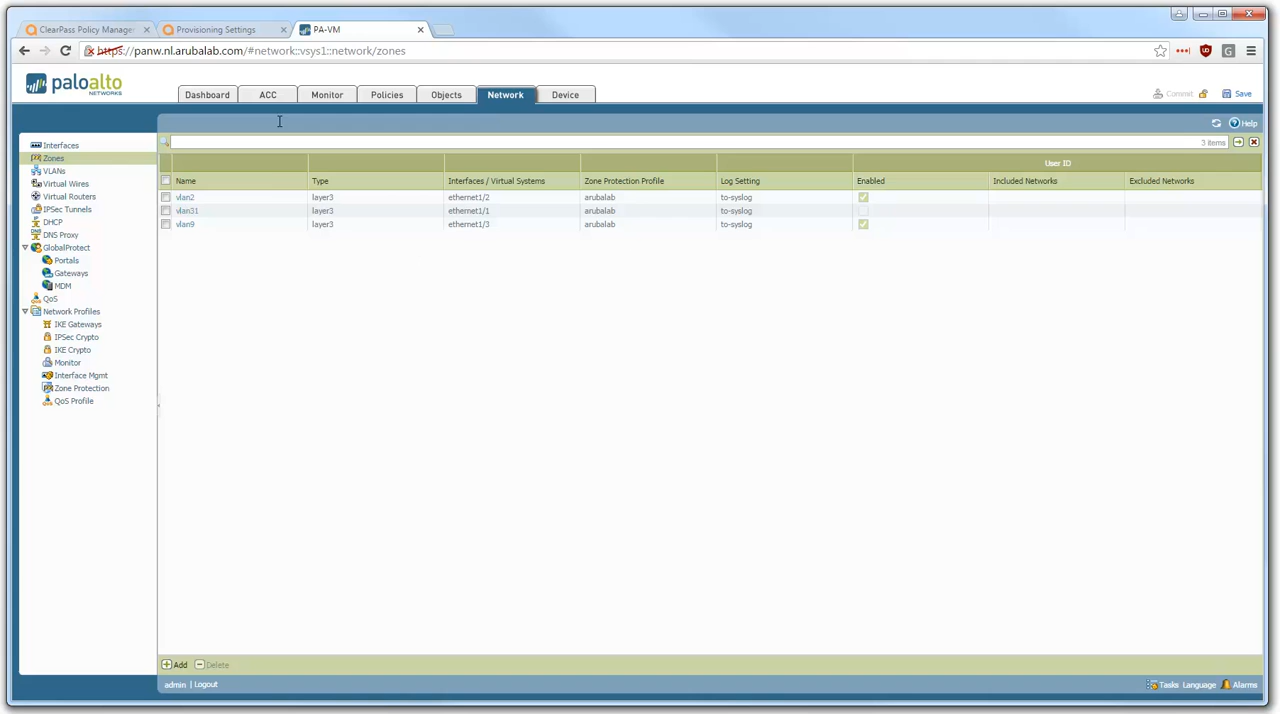 ClearPass Policy Manage
Provisioning Settings
PA-VM
https://panw.nl.arubalab.com/#network::vsys1::network/zones
paloalto
NETWORKS
Dashboard ACC Monitor Policies Objects Network Device
Commit Save
Help
3 items
Interfaces
Zones
VLANs
Virtual Wires
Virtual Routers
IPSec Tunnels
DHCP
DNS Proxy
GlobalProtect
Portals
Gateways
MDM
QoS
Network Profiles
IKE Gateways
IPSec Crypto
IKE Crypto
Monitor
Interface Mgmt
Zone Protection
QoS Profile
User ID
Name Type Interfaces / Virtual Systems Zone Protection Profile Log Setting Enabled Included Networks Excluded Networks
vlan2 layer3 ethernet1/2 arubalab to-syslog
vlan31 layer3 ethernet1/1 arubalab to-syslog
vlan9 layer3 ethernet1/3 arubalab to-syslog
Add Delete
admin | Logout
Tasks Language Alarms